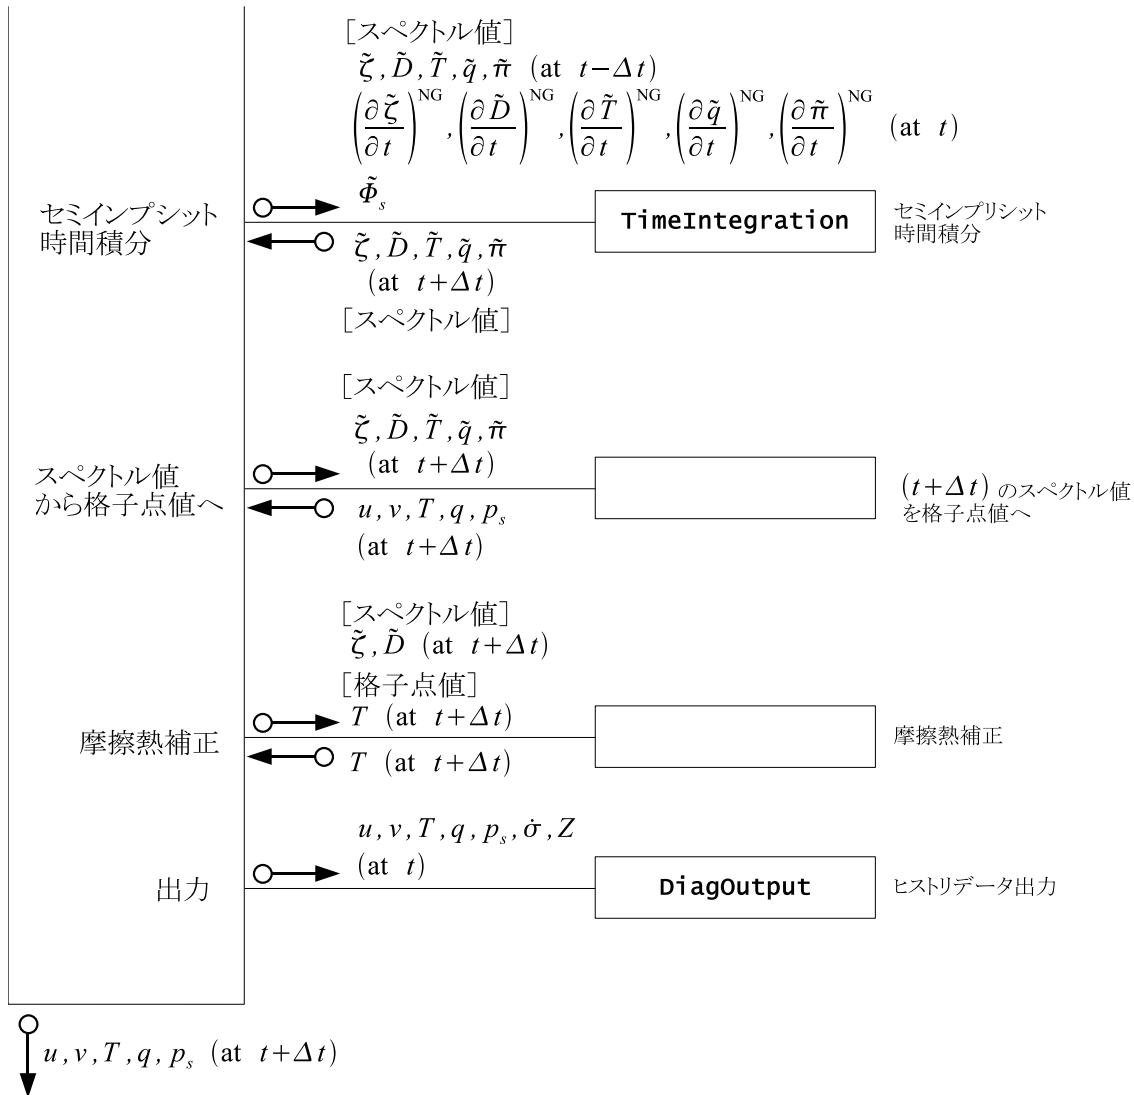 [スペクトル値]
ζ̃, D̃, T̃, q̃, π̃ (at t−Δt)
(∂ζ̃/∂t)^NG, (∂D̃/∂t)^NG, (∂T̃/∂t)^NG, (∂q̃/∂t)^NG, (∂π̃/∂t)^NG (at t)
Φ̃_s
セミインプシット
時間積分
TimeIntegration
セミインプリシット
時間積分
ζ̃, D̃, T̃, q̃, π̃
(at t+Δt)
[スペクトル値]
[スペクトル値]
ζ̃, D̃, T̃, q̃, π̃
(at t+Δt)
スペクトル値
から格子点値へ
(t+Δt) のスペクトル値
を格子点値へ
u, v, T, q, p_s
(at t+Δt)
[スペクトル値]
ζ̃, D̃ (at t+Δt)
[格子点値]
T (at t+Δt)
摩擦熱補正
摩擦熱補正
T (at t+Δt)
u, v, T, q, p_s, σ̇, Z
(at t)
出力
DiagOutput
ヒストリデータ出力
u, v, T, q, p_s (at t+Δt)